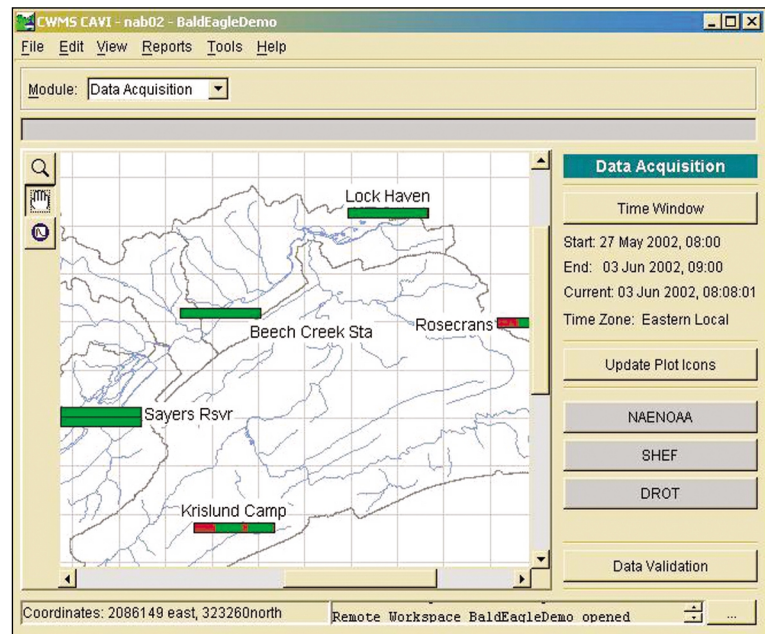 CWMS CAVI - nab02 - BaldEagleDemo
File Edit View Reports Tools Help
Module: Data Acquisition
Lock Haven
Beech Creek Sta
Rosecrans
Sayers Rsvr
Krislund Camp
Data Acquisition
Time Window
Start: 27 May 2002, 08:00
End: 03 Jun 2002, 09:00
Current: 03 Jun 2002, 08:08:01
Time Zone: Eastern Local
Update Plot Icons
NAENOAA
SHEF
DROT
Data Validation
Coordinates: 2086149 east, 323260north
Remote Workspace BaldEagleDemo opened
...